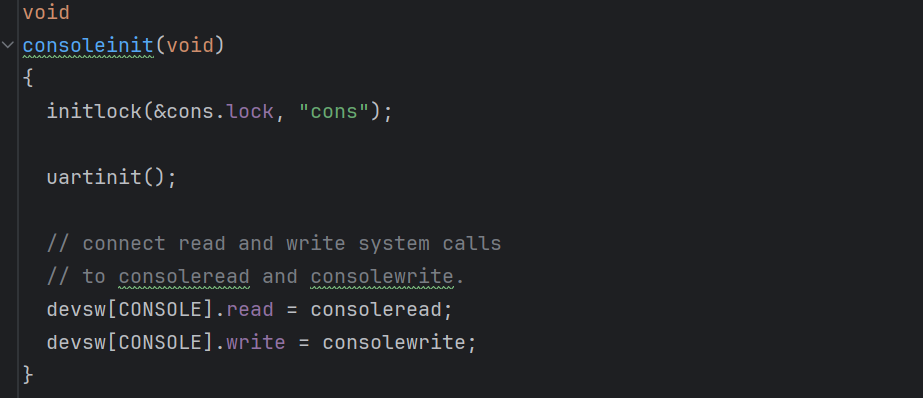 void
consoleinit(void)
{
  initlock(&cons.lock, "cons");

  uartinit();

  // connect read and write system calls
  // to consoleread and consolewrite.
  devsw[CONSOLE].read = consoleread;
  devsw[CONSOLE].write = consolewrite;
}